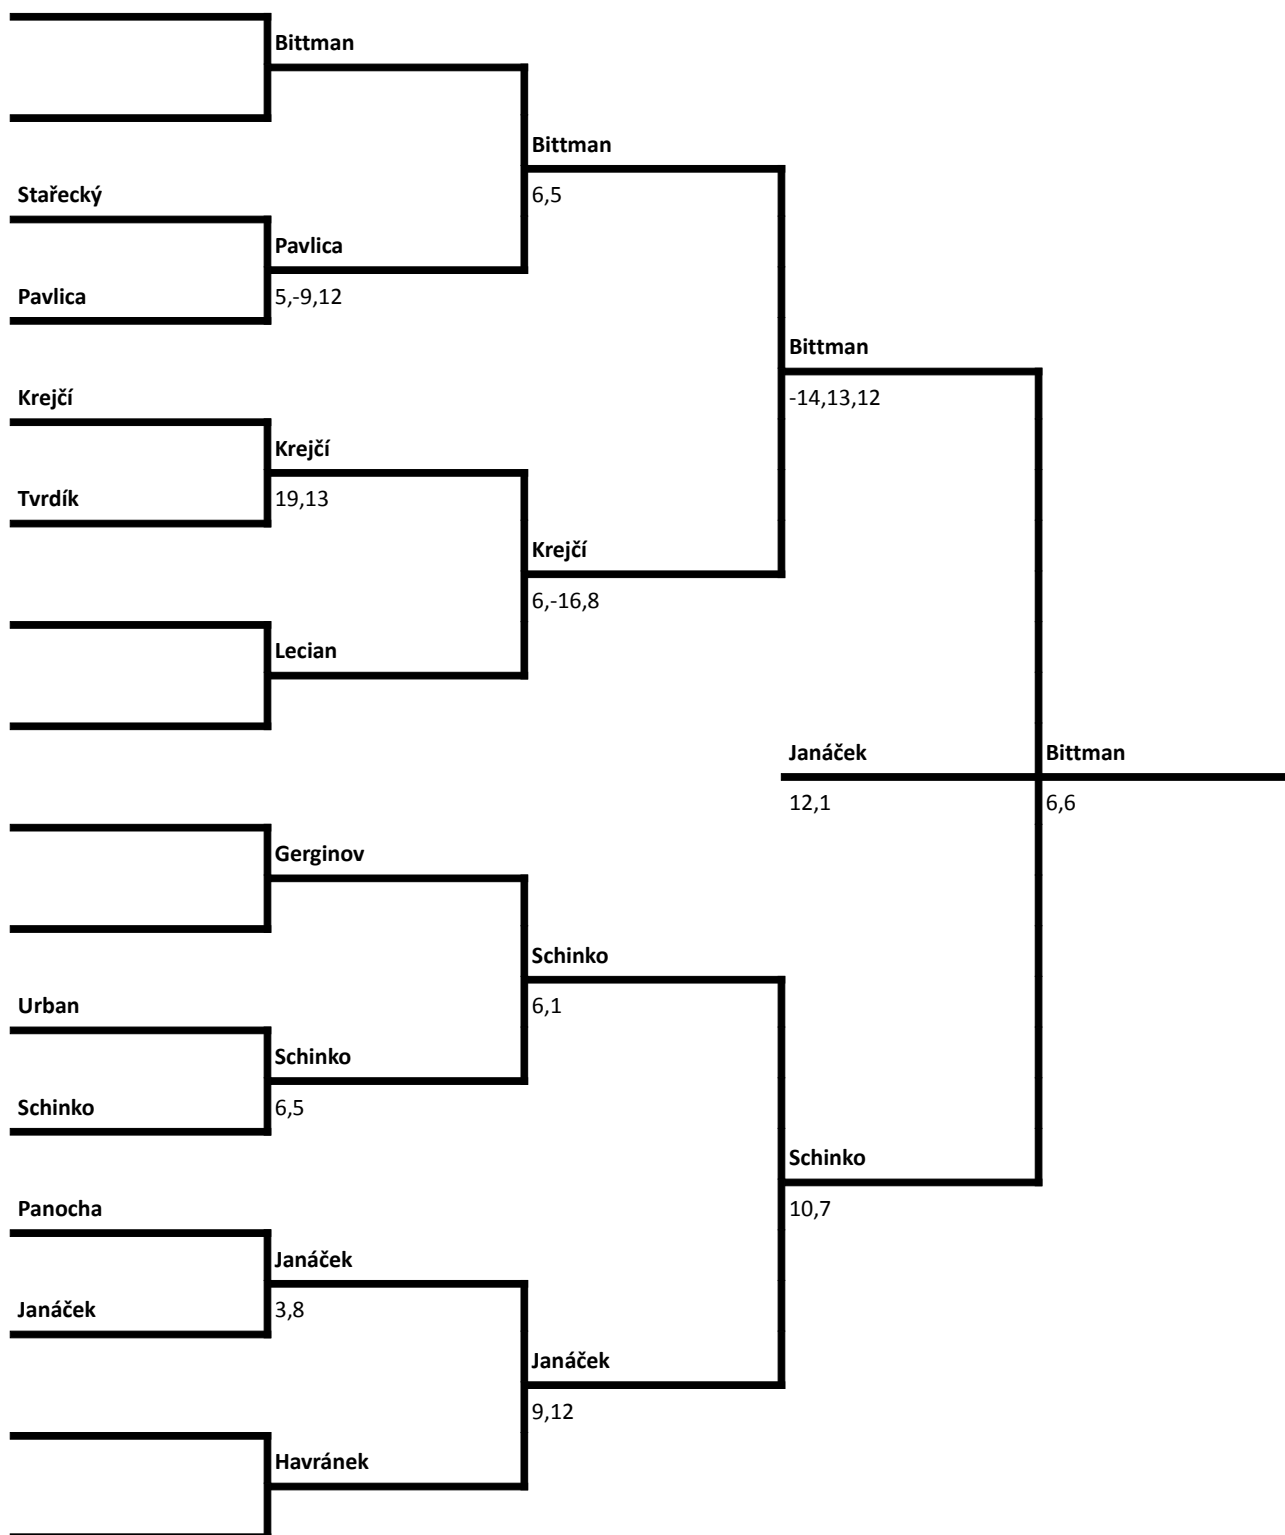 Bittman
Bittman
Stařecký
6,5
Pavlica
Pavlica
5,-9,12
Bittman
Krejčí
-14,13,12
Krejčí
Tvrdík
19,13
Krejčí
6,-16,8
Lecian
Janáček
Bittman
12,1
6,6
Gerginov
Schinko
Urban
6,1
Schinko
Schinko
6,5
Schinko
Panocha
10,7
Janáček
Janáček
3,8
Janáček
9,12
Havránek